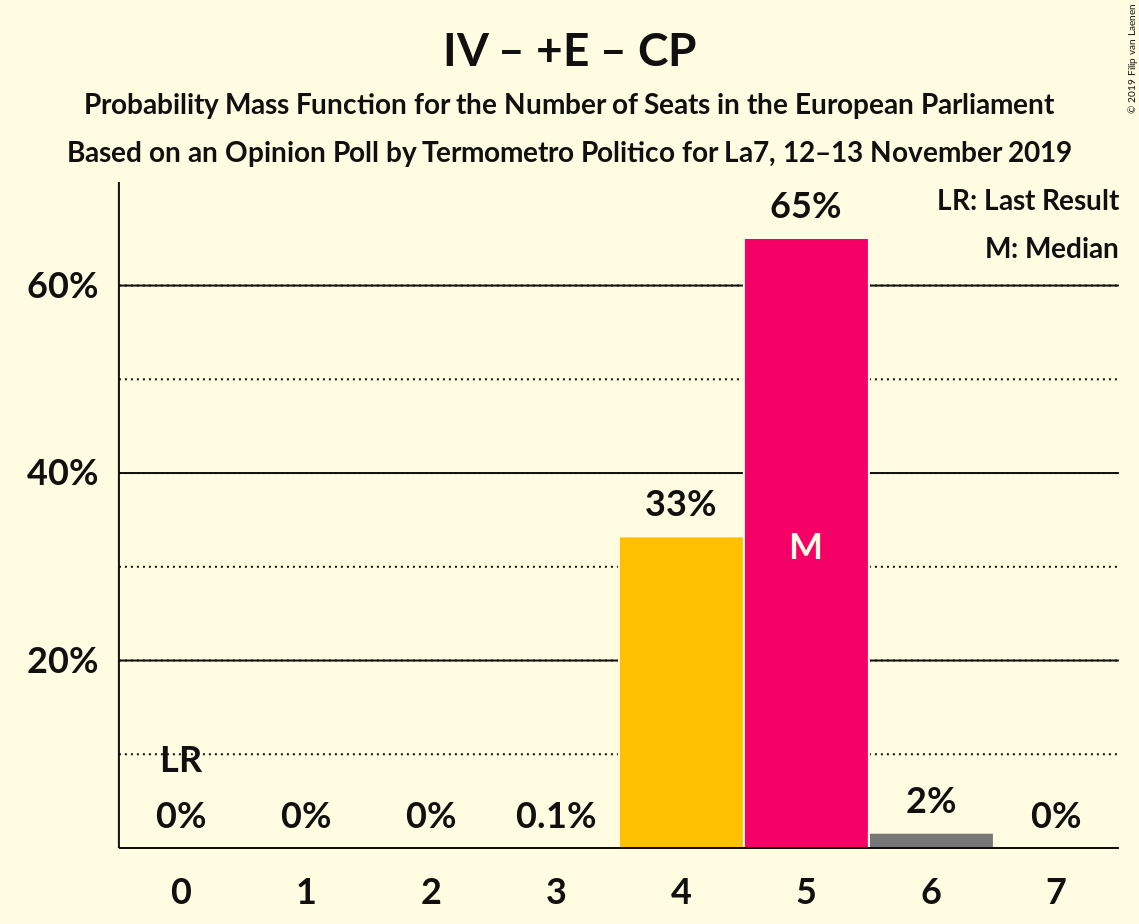 © 2019 Filip van Laenen
IV – +E – CP
Probability Mass Function for the Number of Seats in the European Parliament
Based on an Opinion Poll by Termometro Politico for La7, 12–13 November 2019
LR: Last Result
M: Median
65%
60%
33%
40%
M
20%
LR
0% 0% 0% 0.1% 2% 0%
0 1 2 3 4 5 6 7